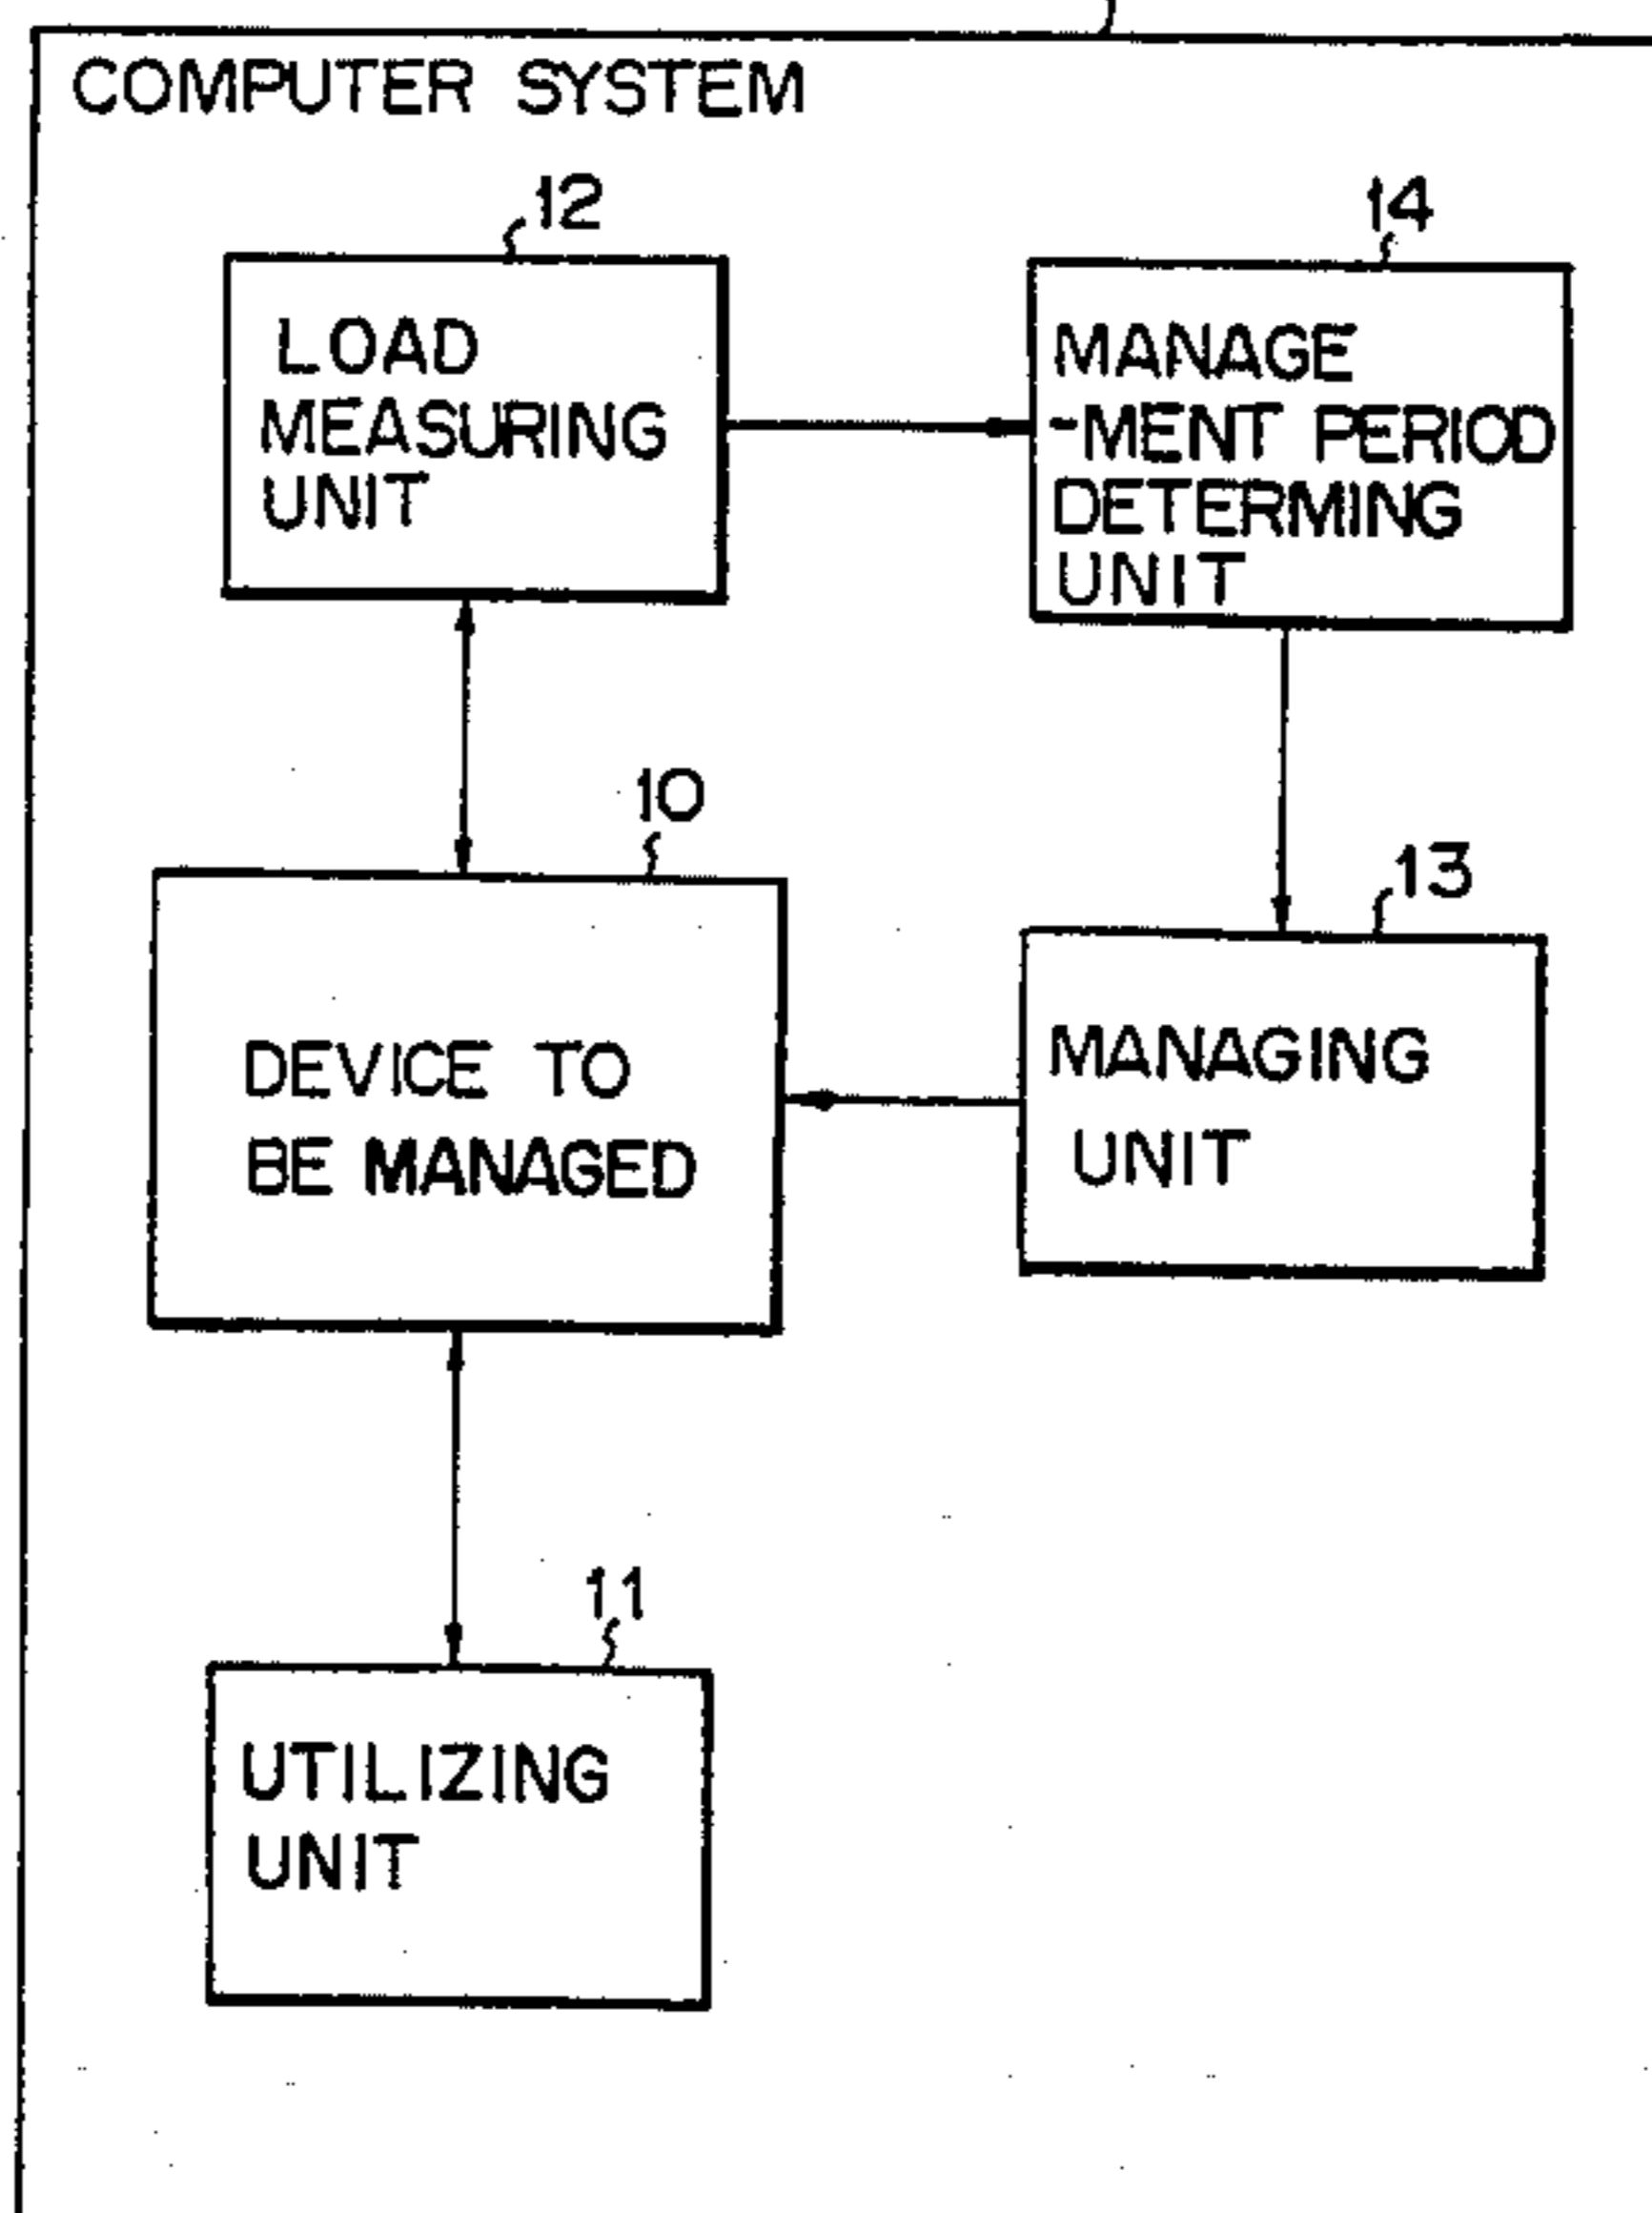 COMPUTER SYSTEM
12
14
LOAD
MEASURING
UNIT
MANAGE
-MENT PERIOD
DETERMING
UNIT
10
13
DEVICE TO
BE MANAGED
MANAGING
UNIT
11
UTILIZING
UNIT